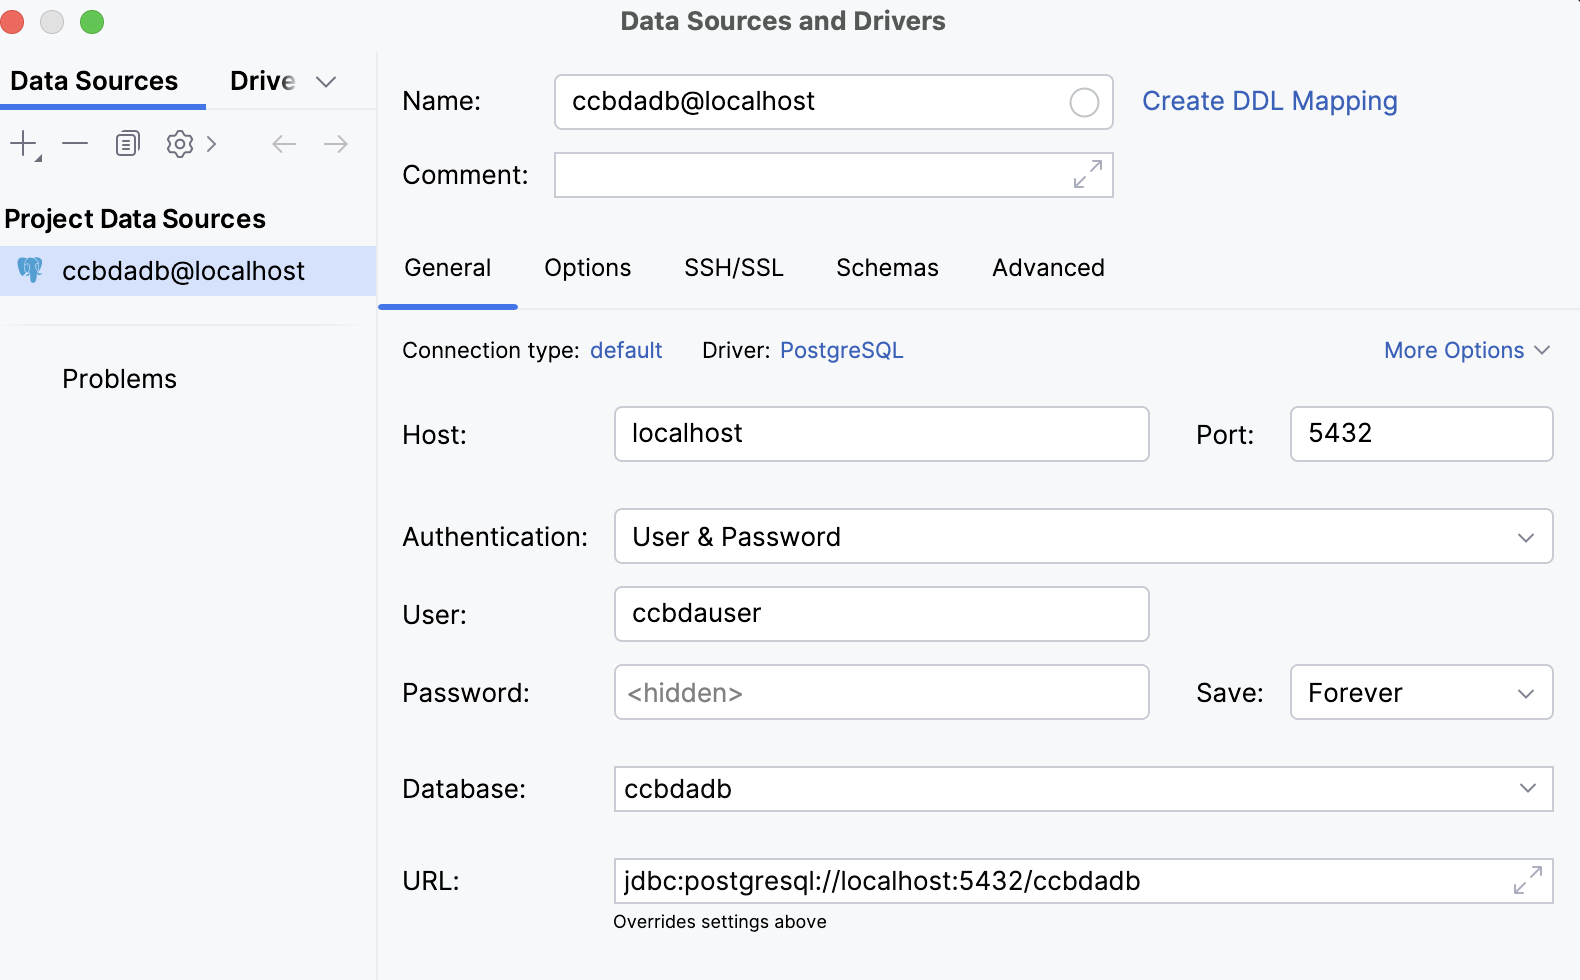 Data Sources and Drivers
Data Sources Drive
Name: ccbdadb@localhost Create DDL Mapping
Comment:
Project Data Sources
ccbdadb@localhost
Problems
General Options SSH/SSL Schemas Advanced
Connection type: default Driver: PostgreSQL More Options
Host: localhost Port: 5432
Authentication: User & Password
User: ccbdauser
Password: <hidden> Save: Forever
Database: ccbdadb
URL: jdbc:postgresql://localhost:5432/ccbdadb
Overrides settings above